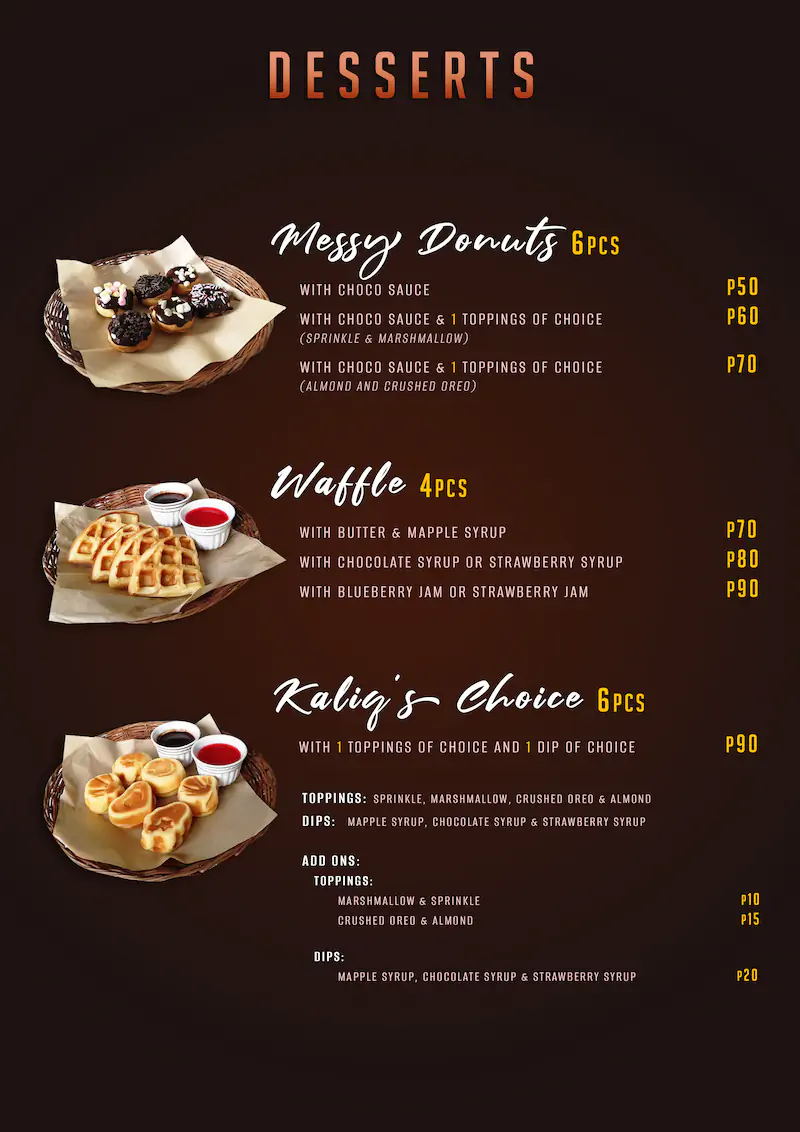 DESSERTS
Messy Donuts 6PCS
WITH CHOCO SAUCE P50
WITH CHOCO SAUCE & 1 TOPPINGS OF CHOICE P60
(SPRINKLE & MARSHMALLOW)
WITH CHOCO SAUCE & 1 TOPPINGS OF CHOICE P70
(ALMOND AND CRUSHED OREO)
Waffle 4PCS
WITH BUTTER & MAPPLE SYRUP P70
WITH CHOCOLATE SYRUP OR STRAWBERRY SYRUP P80
WITH BLUEBERRY JAM OR STRAWBERRY JAM P90
Kaliq's Choice 6PCS
WITH 1 TOPPINGS OF CHOICE AND 1 DIP OF CHOICE P90
TOPPINGS: SPRINKLE, MARSHMALLOW, CRUSHED OREO & ALMOND
DIPS: MAPPLE SYRUP, CHOCOLATE SYRUP & STRAWBERRY SYRUP
ADD ONS:
TOPPINGS:
MARSHMALLOW & SPRINKLE P10
CRUSHED OREO & ALMOND P15
DIPS:
MAPPLE SYRUP, CHOCOLATE SYRUP & STRAWBERRY SYRUP P20